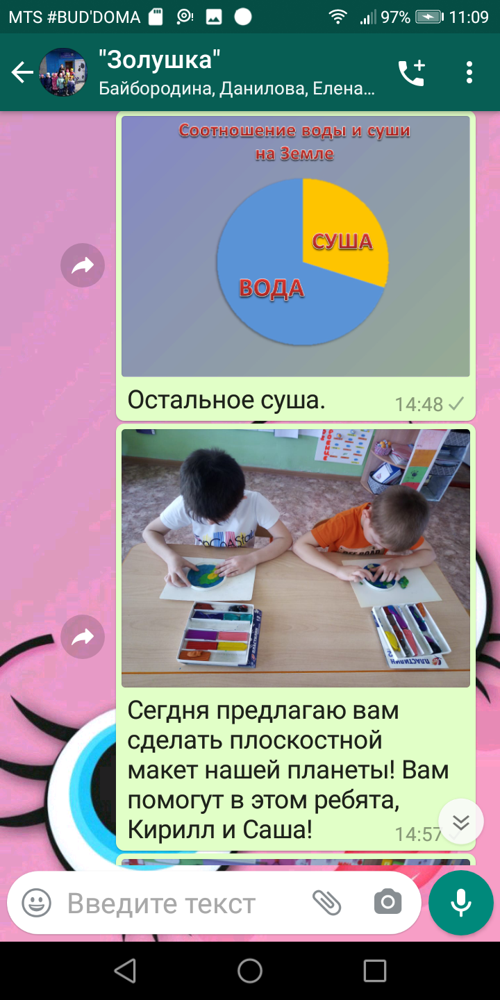 MTS #BUD'DOMA 97% 11:09
"Золушка"
Байбородина, Данилова, Елена...
Соотношение воды и суши
на Земле
СУША
ВОДА
Остальное суша.
14:48
ПЛАСТИЛИН
ПЛАСТИЛИН
Сегдня предлагаю вам
сделать плоскостной
макет нашей планеты! Вам
помогут в этом ребята,
Кирилл и Саша!
14:57
Введите текст